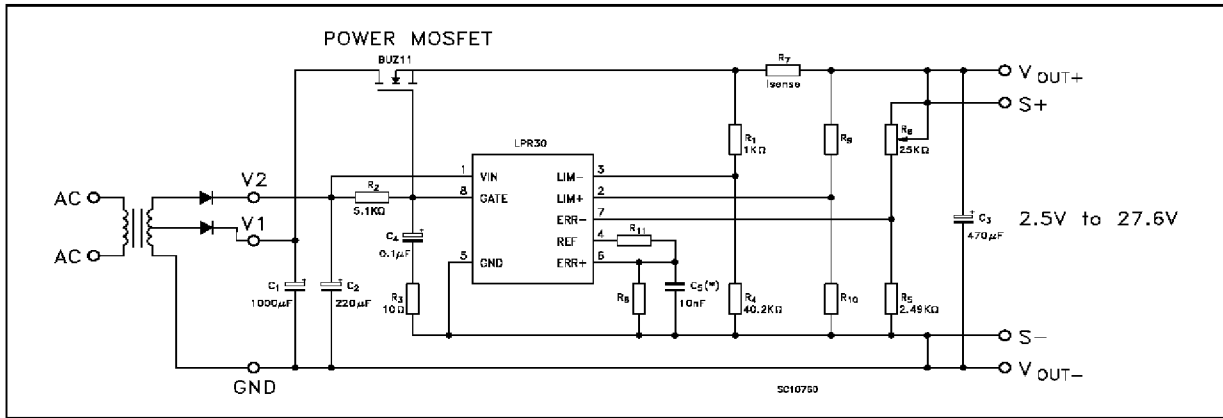 POWER MOSFET
BUZ11
R7
Isense
VOUT+
S+
R1
1KΩ
R9
R8
25KΩ
LPR30
1
VIN
LIM-
3
8
GATE
LIM+
2
ERR-
7
REF
4
R11
5
GND
ERR+
6
AC
AC
V2
V1
R2
5.1KΩ
C4
0.1µF
C3
470µF
2.5V to 27.6V
C1
1000µF
C2
220µF
R3
10Ω
R6
C5(*)
10nF
R4
40.2KΩ
R10
R5
2.49KΩ
S-
VOUT-
GND
SC10760